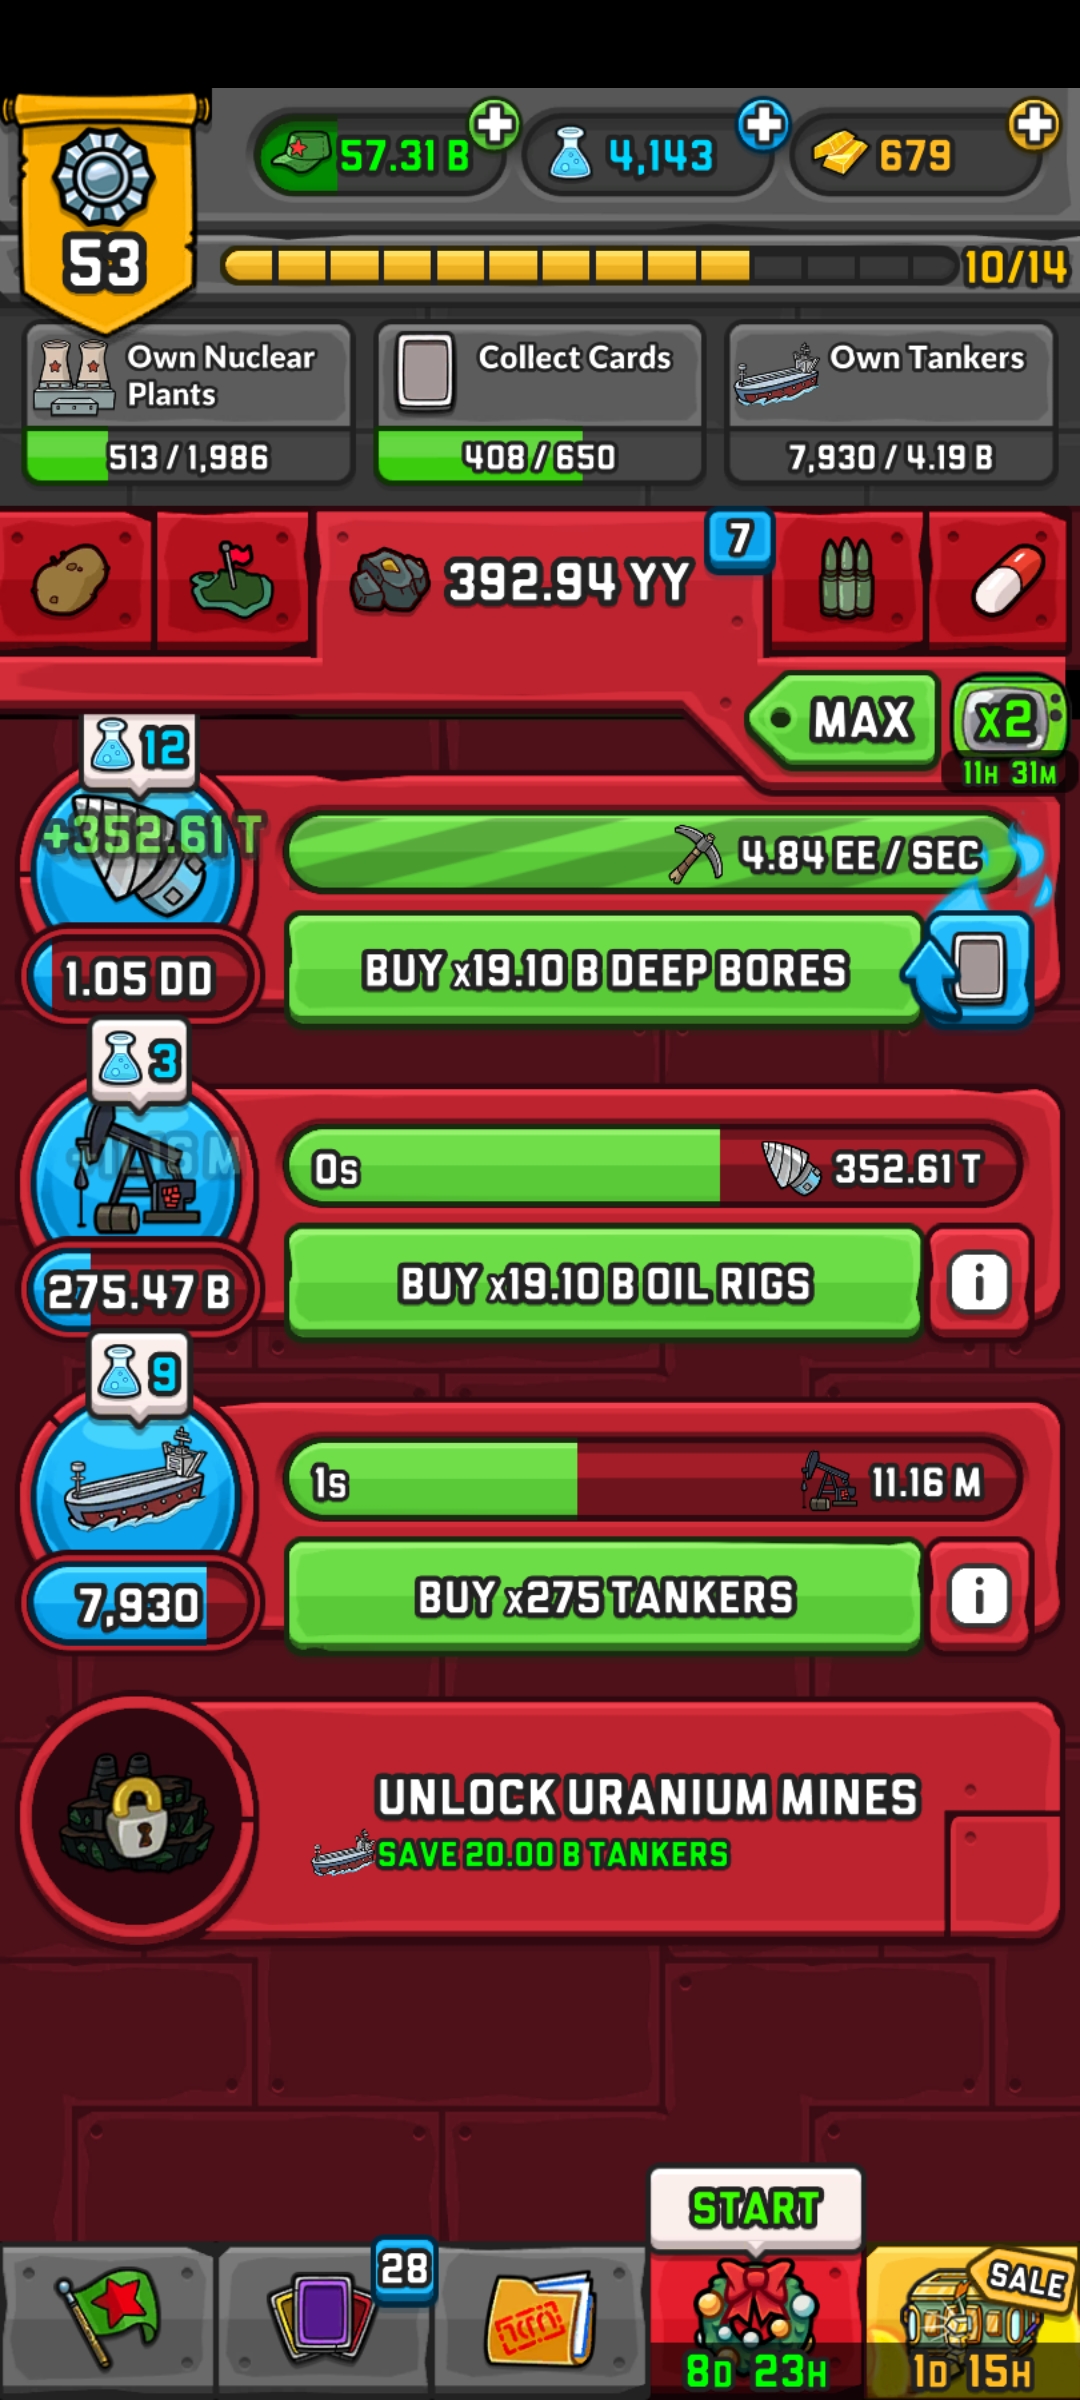 57.31 B
4,143
679
53
10/14
Own Nuclear
Plants
513 / 1,986
Collect Cards
408 / 650
Own Tankers
7,930 / 4.19 B
392.94 YY
7
MAX
x2
11H 31M
12
+352.61 T
4.84 EE / SEC
1.05 DD
BUY x19.10 B DEEP BORES
3
0s
352.61 T
275.47 B
BUY x19.10 B OIL RIGS
i
9
1s
11.16 M
7,930
BUY x275 TANKERS
i
UNLOCK URANIUM MINES
SAVE 20.00 B TANKERS
START
28
SALE
8D 23H
1D 15H